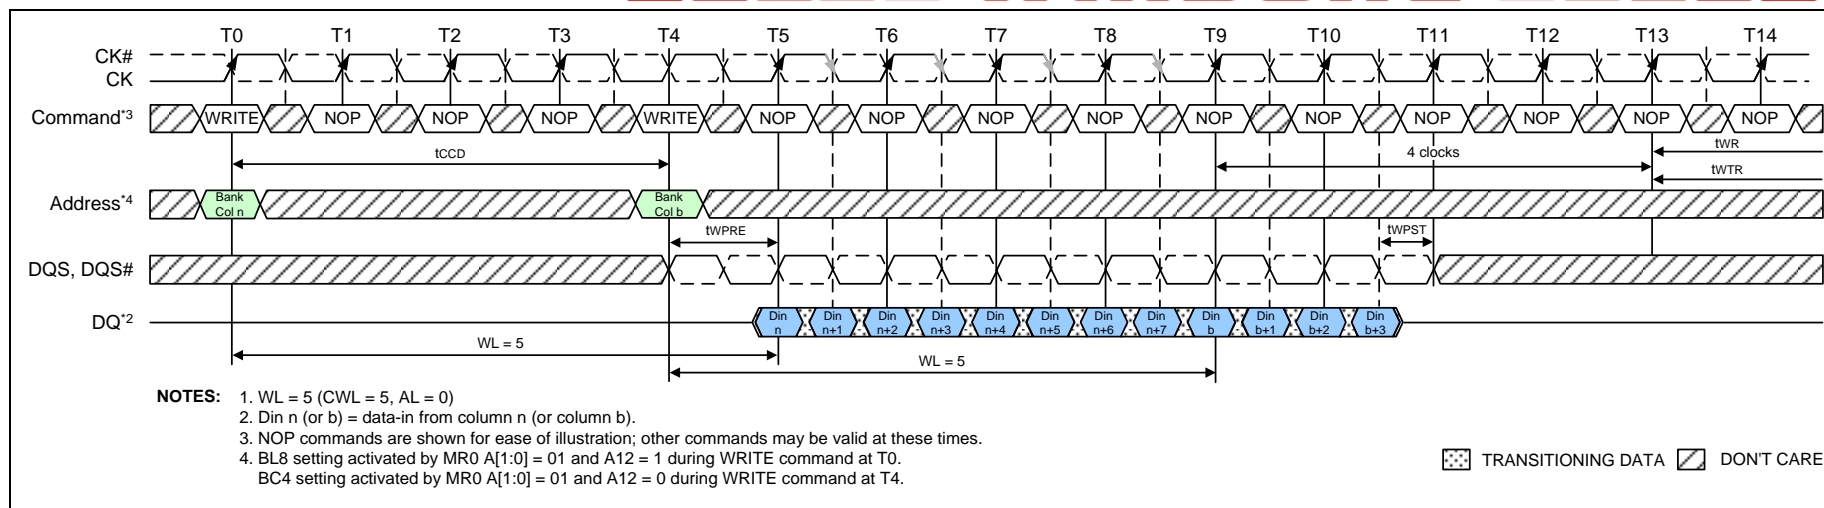 T0 T1 T2 T3 T4 T5 T6 T7 T8 T9 T10 T11 T12 T13 T14
CK#
CK
Command*3 WRITE NOP NOP NOP WRITE NOP NOP NOP NOP NOP NOP NOP NOP NOP NOP
tCCD 4 clocks tWR
tWTR
Address*4 Bank Col n Bank Col b
tWPRE tWPST
DQS, DQS#
DQ*2 Din n Din n+1 Din n+2 Din n+3 Din n+4 Din n+5 Din n+6 Din n+7 Din b Din b+1 Din b+2 Din b+3
WL = 5
WL = 5
NOTES: 1. WL = 5 (CWL = 5, AL = 0)
2. Din n (or b) = data-in from column n (or column b).
3. NOP commands are shown for ease of illustration; other commands may be valid at these times.
4. BL8 setting activated by MR0 A[1:0] = 01 and A12 = 1 during WRITE command at T0.
BC4 setting activated by MR0 A[1:0] = 01 and A12 = 0 during WRITE command at T4.
TRANSITIONING DATA DON'T CARE